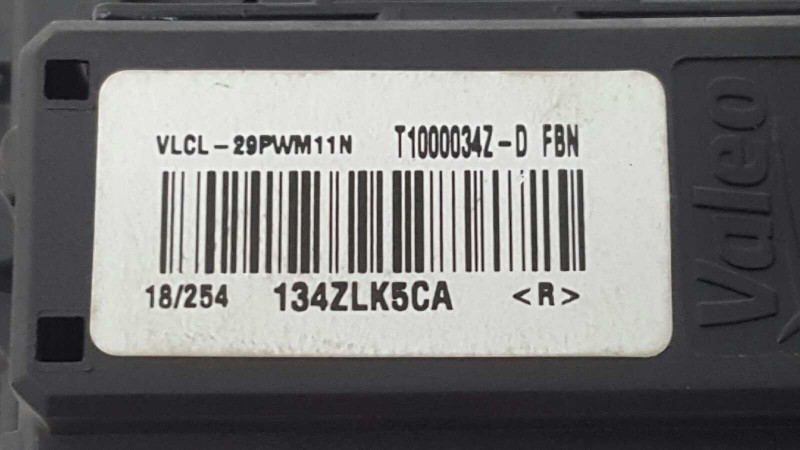 VLCL-29PWM11N T1000034Z-D FBN
18/254 134ZLK5CA <R>
Valeo